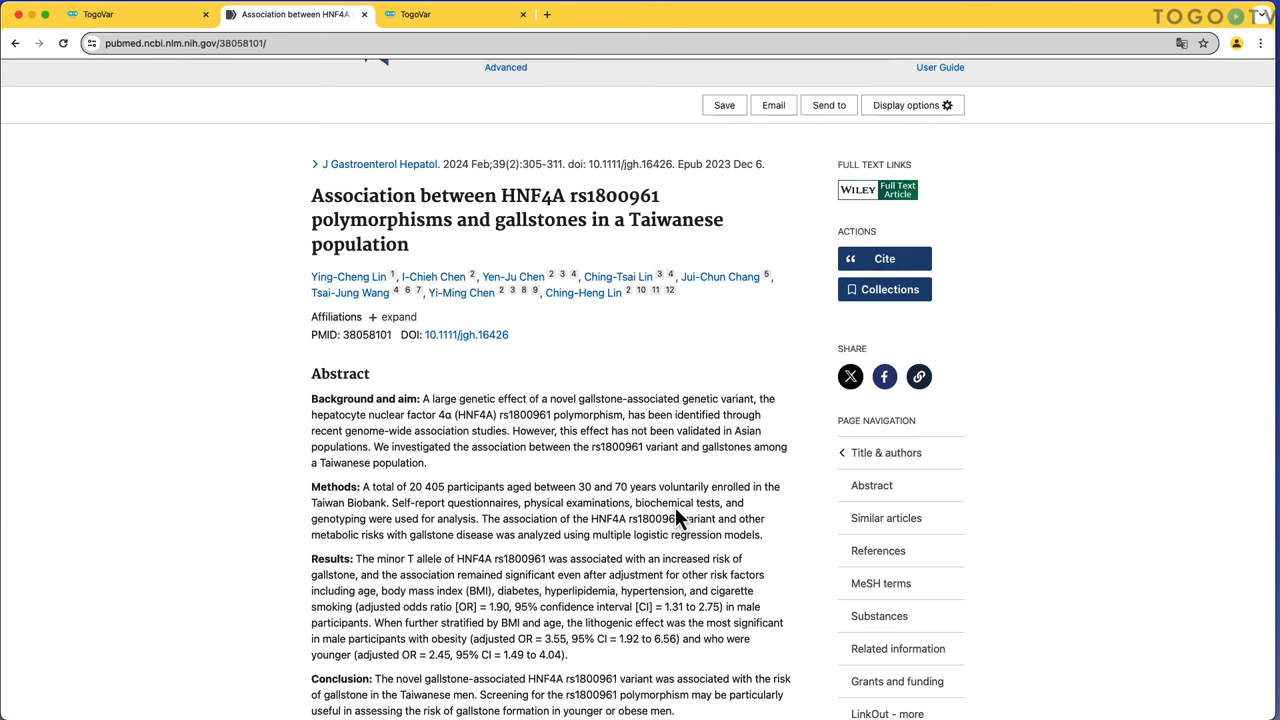 TogoVar
Association between HNF4A
TogoVar
TOGO TV
pubmed.ncbi.nlm.nih.gov/38058101/
Advanced
User Guide
Save
Email
Send to
Display options
J Gastroenterol Hepatol. 2024 Feb;39(2):305-311. doi: 10.1111/jgh.16426. Epub 2023 Dec 6.
Association between HNF4A rs1800961
polymorphisms and gallstones in a Taiwanese
population
Ying-Cheng Lin 1, I-Chieh Chen 2, Yen-Ju Chen 2 3 4, Ching-Tsai Lin 3 4, Jui-Chun Chang 5,
Tsai-Jung Wang 4 6 7, Yi-Ming Chen 2 3 8 9, Ching-Heng Lin 2 10 11 12
Affiliations + expand
PMID: 38058101 DOI: 10.1111/jgh.16426
Abstract
Background and aim: A large genetic effect of a novel gallstone-associated genetic variant, the
hepatocyte nuclear factor 4α (HNF4A) rs1800961 polymorphism, has been identified through
recent genome-wide association studies. However, this effect has not been validated in Asian
populations. We investigated the association between the rs1800961 variant and gallstones among
a Taiwanese population.
Methods: A total of 20 405 participants aged between 30 and 70 years voluntarily enrolled in the
Taiwan Biobank. Self-report questionnaires, physical examinations, biochemical tests, and
genotyping were used for analysis. The association of the HNF4A rs1800961 variant and other
metabolic risks with gallstone disease was analyzed using multiple logistic regression models.
Results: The minor T allele of HNF4A rs1800961 was associated with an increased risk of
gallstone, and the association remained significant even after adjustment for other risk factors
including age, body mass index (BMI), diabetes, hyperlipidemia, hypertension, and cigarette
smoking (adjusted odds ratio [OR] = 1.90, 95% confidence interval [CI] = 1.31 to 2.75) in male
participants. When further stratified by BMI and age, the lithogenic effect was the most significant
in male participants with obesity (adjusted OR = 3.55, 95% CI = 1.92 to 6.56) and who were
younger (adjusted OR = 2.45, 95% CI = 1.49 to 4.04).
Conclusion: The novel gallstone-associated HNF4A rs1800961 variant was associated with the risk
of gallstone in the Taiwanese men. Screening for the rs1800961 polymorphism may be particularly
useful in assessing the risk of gallstone formation in younger or obese men.
FULL TEXT LINKS
WILEY Full Text
Article
ACTIONS
Cite
Collections
SHARE
PAGE NAVIGATION
Title & authors
Abstract
Similar articles
References
MeSH terms
Substances
Related information
Grants and funding
LinkOut - more